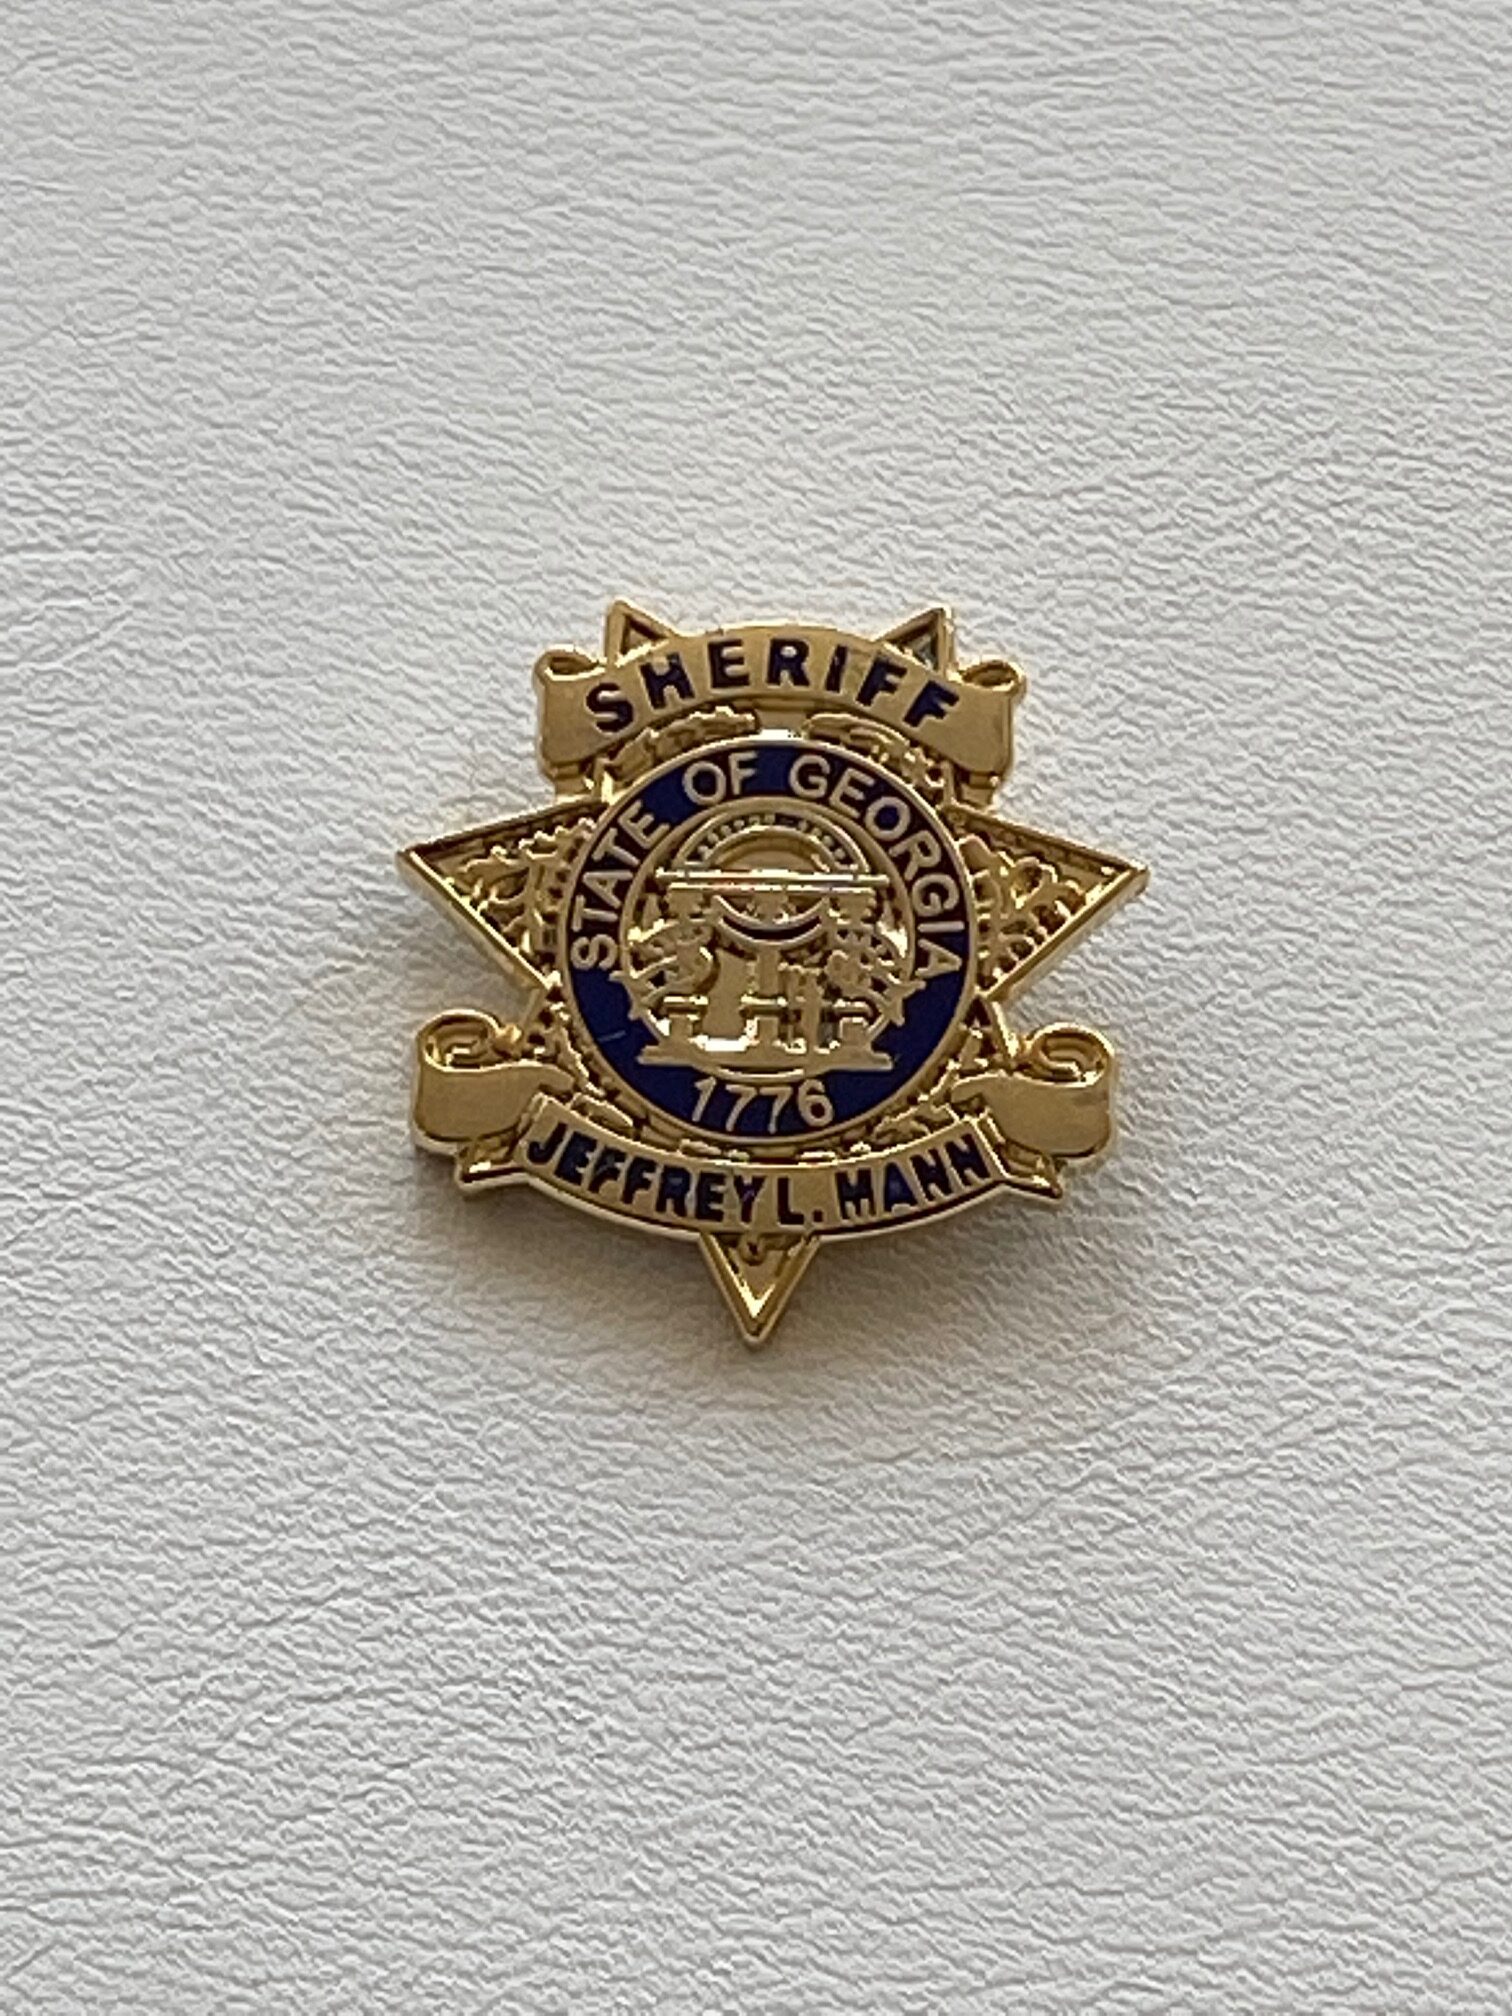 SHERIFF
STATE OF GEORGIA
1776
JEFFREY L. MANN